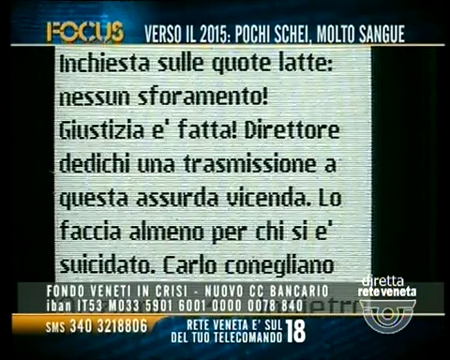 FOCUS
VERSO IL 2015: POCHI SCHEI, MOLTO SANGUE
Inchiesta sulle quote latte:
nessun sforamento!
Giustizia e' fatta! Direttore
dedichi una trasmissione a
questa assurda vicenda. Lo
faccia almeno per chi si e'
suicidato. Carlo conegliano
diretta
reteveneta
FONDO VENETI IN CRISI - NUOVO CC BANCARIO
iban IT53 M033 5901 6001 0000 0078 840
SMS 340 3218806
RETE VENETA E' SUL 18
DEL TUO TELECOMANDO